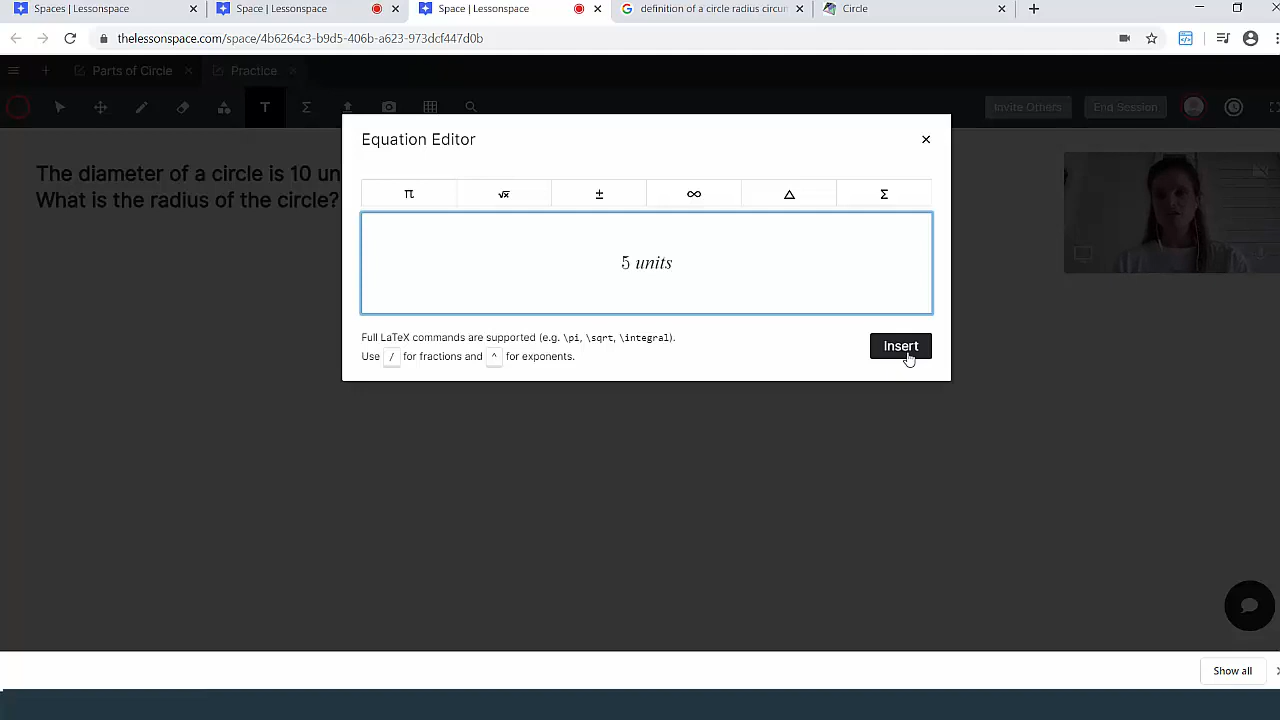 Spaces | Lessonspace
Space | Lessonspace
Space | Lessonspace
definition of a circle radius circun
Circle
thelessonspace.com/space/4b6264c3-b9d5-406b-a623-973dcf447d0b
Parts of Circle
Practice
T
Σ
Invite Others
End Session
The diameter of a circle is 10 un
What is the radius of the circle?
Equation Editor
π
√x
±
∞
△
Σ
5 units
Full LaTeX commands are supported (e.g. \pi, \sqrt, \integral).
Use / for fractions and ^ for exponents.
Insert
Show all